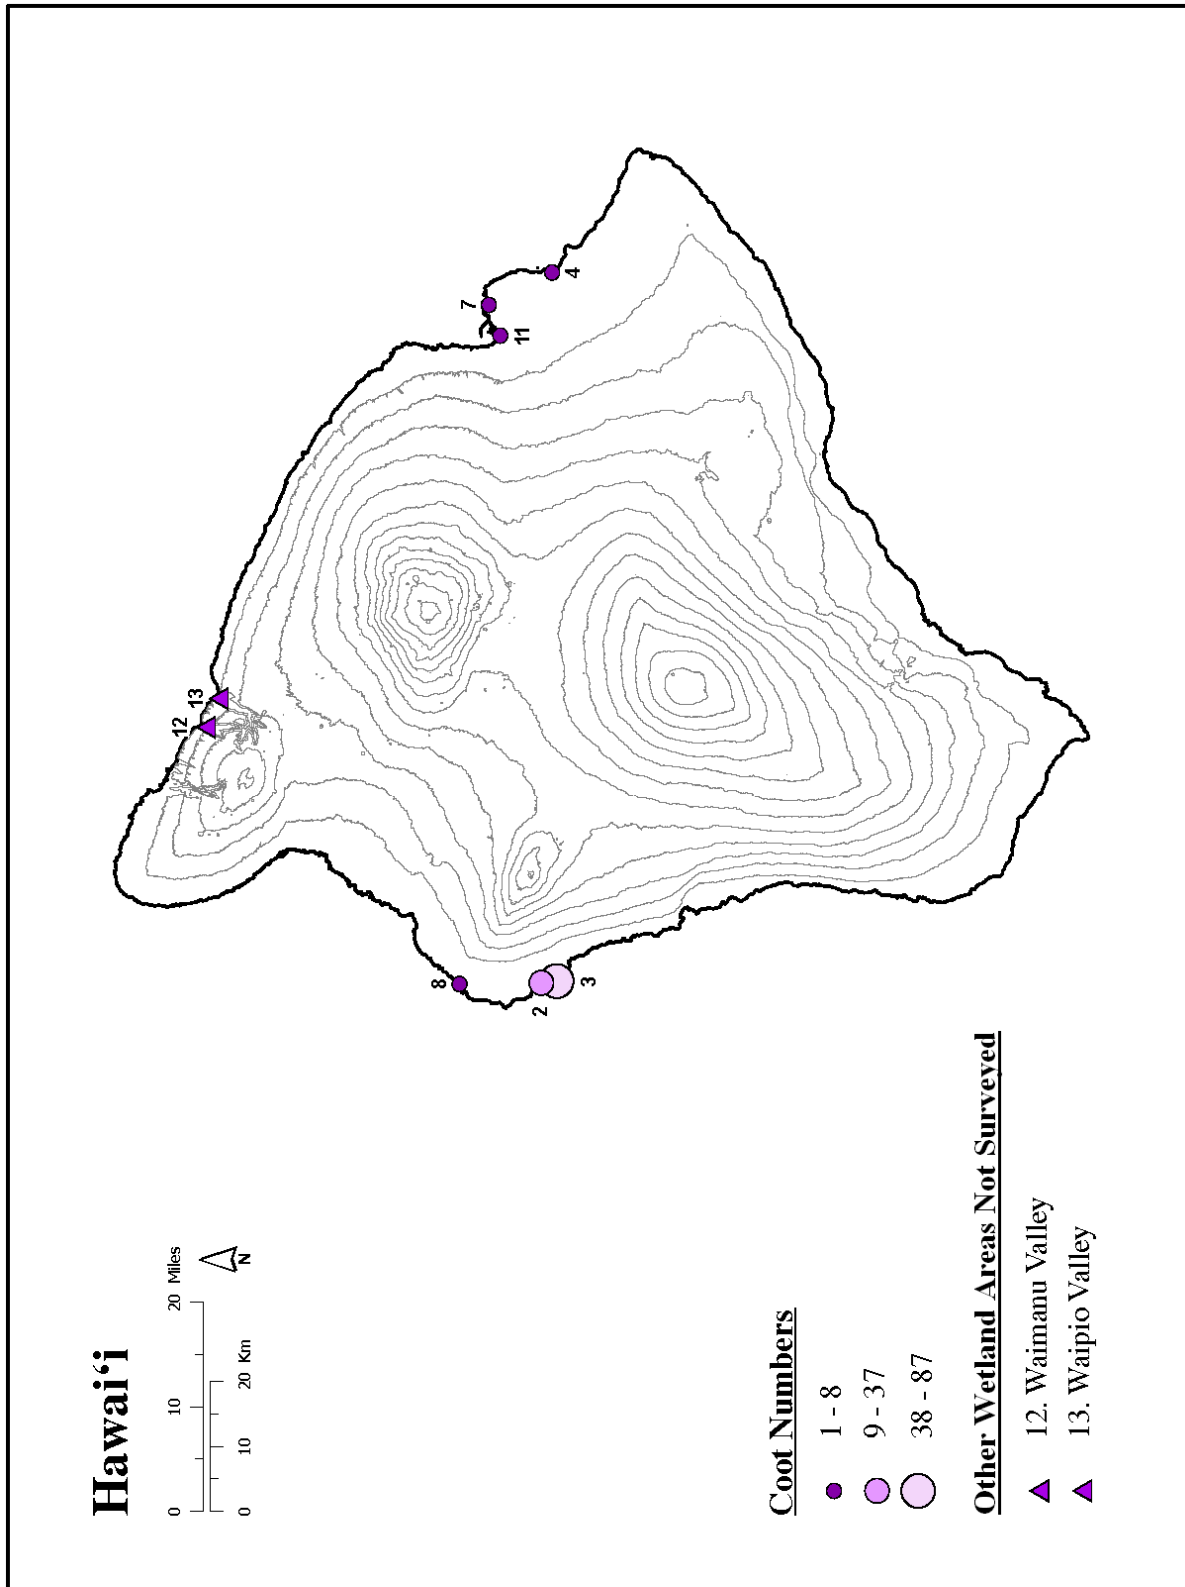 Hawai‘i
0 10 20 Miles
0 10 20 Km
N
12
13
7
11
4
8
2
3
Coot Numbers
1 - 8
9 - 37
38 - 87
Other Wetland Areas Not Surveyed
12. Waimanu Valley
13. Waipio Valley